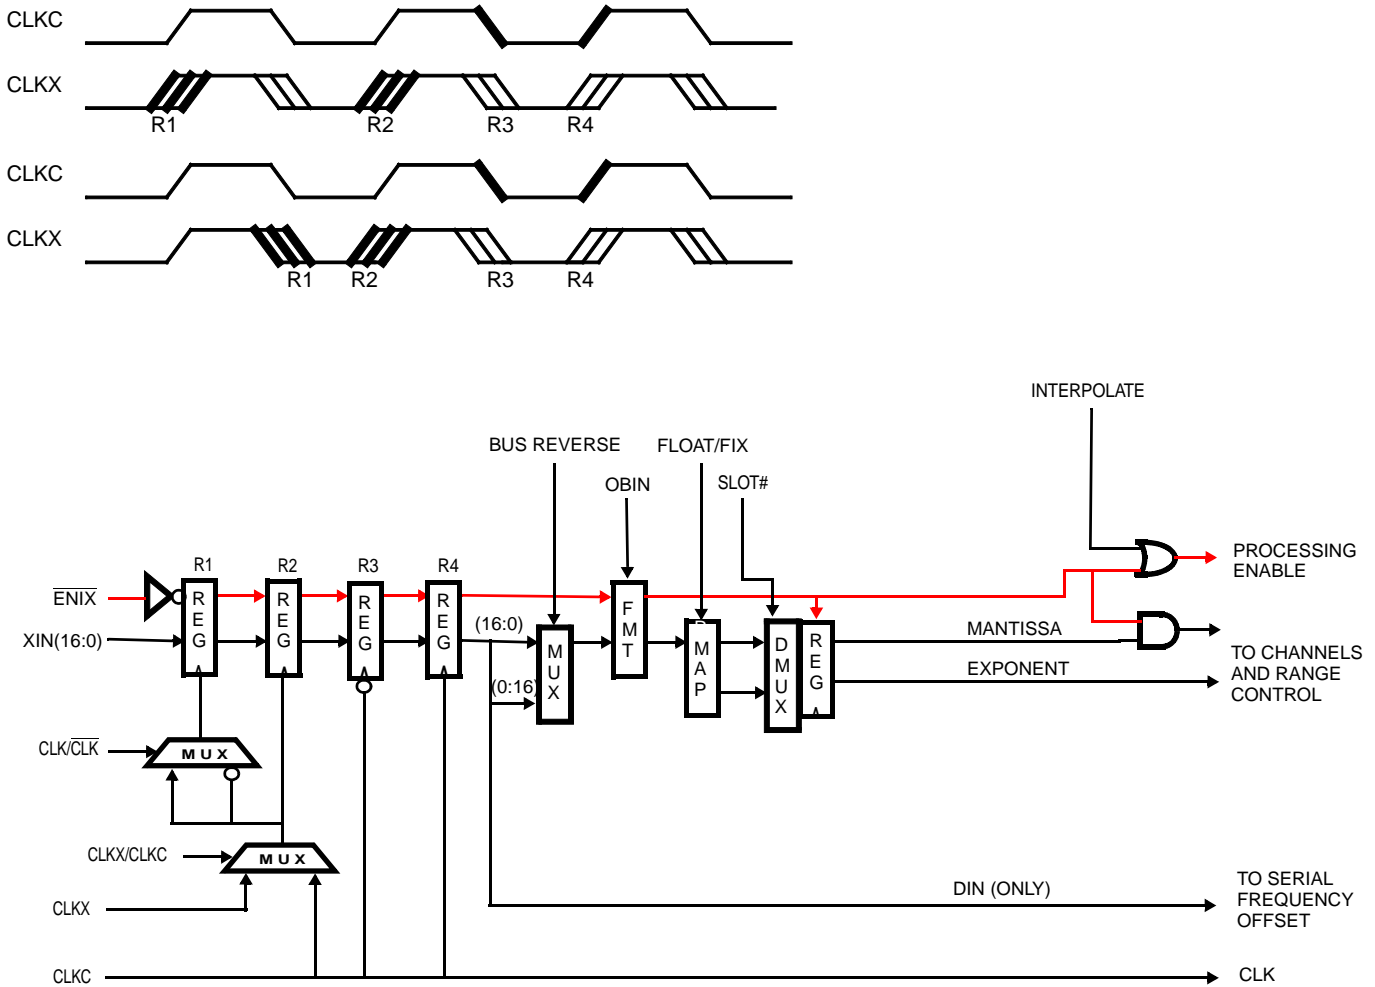 CLKC
CLKX
R1 R2 R3 R4
CLKC
CLKX
R1 R2 R3 R4
INTERPOLATE
BUS REVERSE FLOAT/FIX
OBIN SLOT#
PROCESSING
ENABLE
R1 R2 R3 R4
ENIX
REG
REG
REG
REG
FMT
XIN(16:0)
(16:0)
(0:16)
MUX
MAP
DMUX
REG
MANTISSA
EXPONENT
TO CHANNELS
AND RANGE
CONTROL
CLK/CLK
MUX
CLKX/CLKC
MUX
CLKX
DIN (ONLY)
TO SERIAL
FREQUENCY
OFFSET
CLKC
CLK